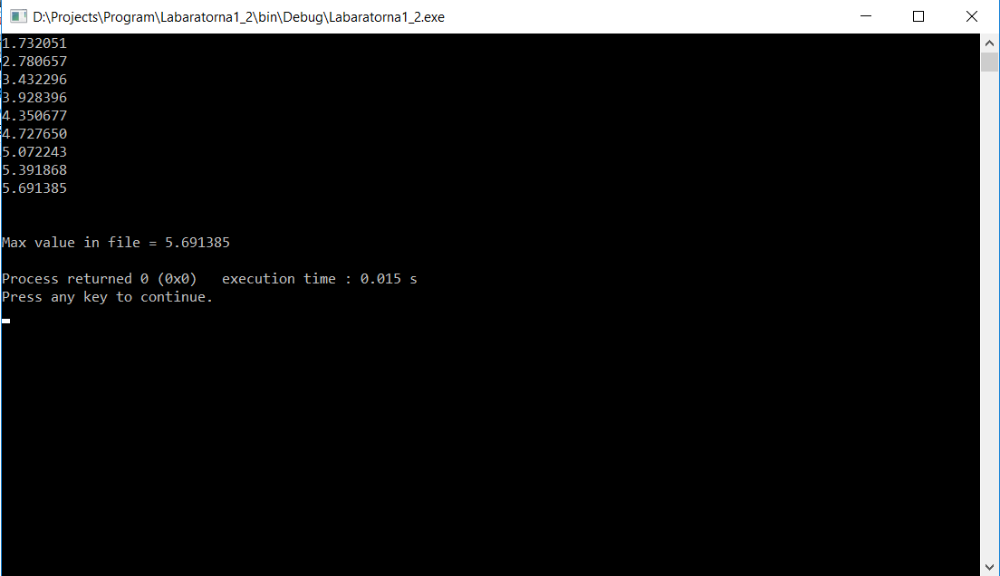 D:\Projects\Program\Labaratorna1_2\bin\Debug\Labaratorna1_2.exe
1.732051
2.780657
3.432296
3.928396
4.350677
4.727650
5.072243
5.391868
5.691385
Max value in file = 5.691385
Process returned 0 (0x0)   execution time : 0.015 s
Press any key to continue.